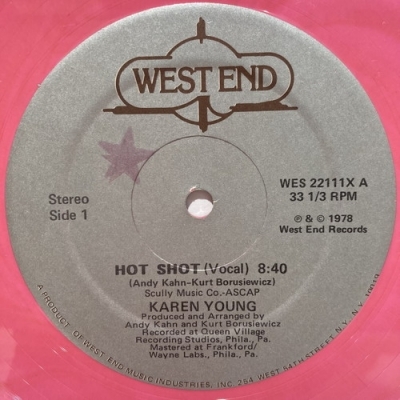 WEST END
Stereo
Side 1
WES 22111X A
33 1/3 RPM
℗ & © 1978
West End Records
HOT SHOT (Vocal) 8:40
(Andy Kahn-Kurt Borusiewicz)
Scully Music Co.-ASCAP
KAREN YOUNG
Produced and Arranged by
Andy Kahn and Kurt Borusiewicz
Recorded at Queen Village
Recording Studios, Phila., Pa.
Mastered at Frankford/
Wayne Labs., Phila., Pa.
A PRODUCT OF WEST END MUSIC INDUSTRIES, INC. 254 WEST 54TH STREET, N.Y., N.Y.